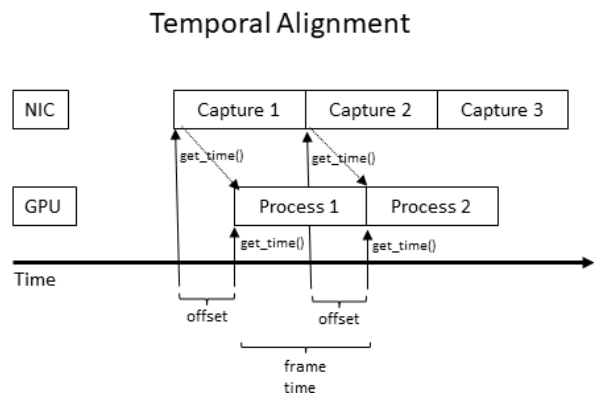 Temporal Alignment
NIC
Capture 1
Capture 2
Capture 3
get_time()
get_time()
GPU
Process 1
Process 2
get_time()
get_time()
Time
offset
offset
frame
time